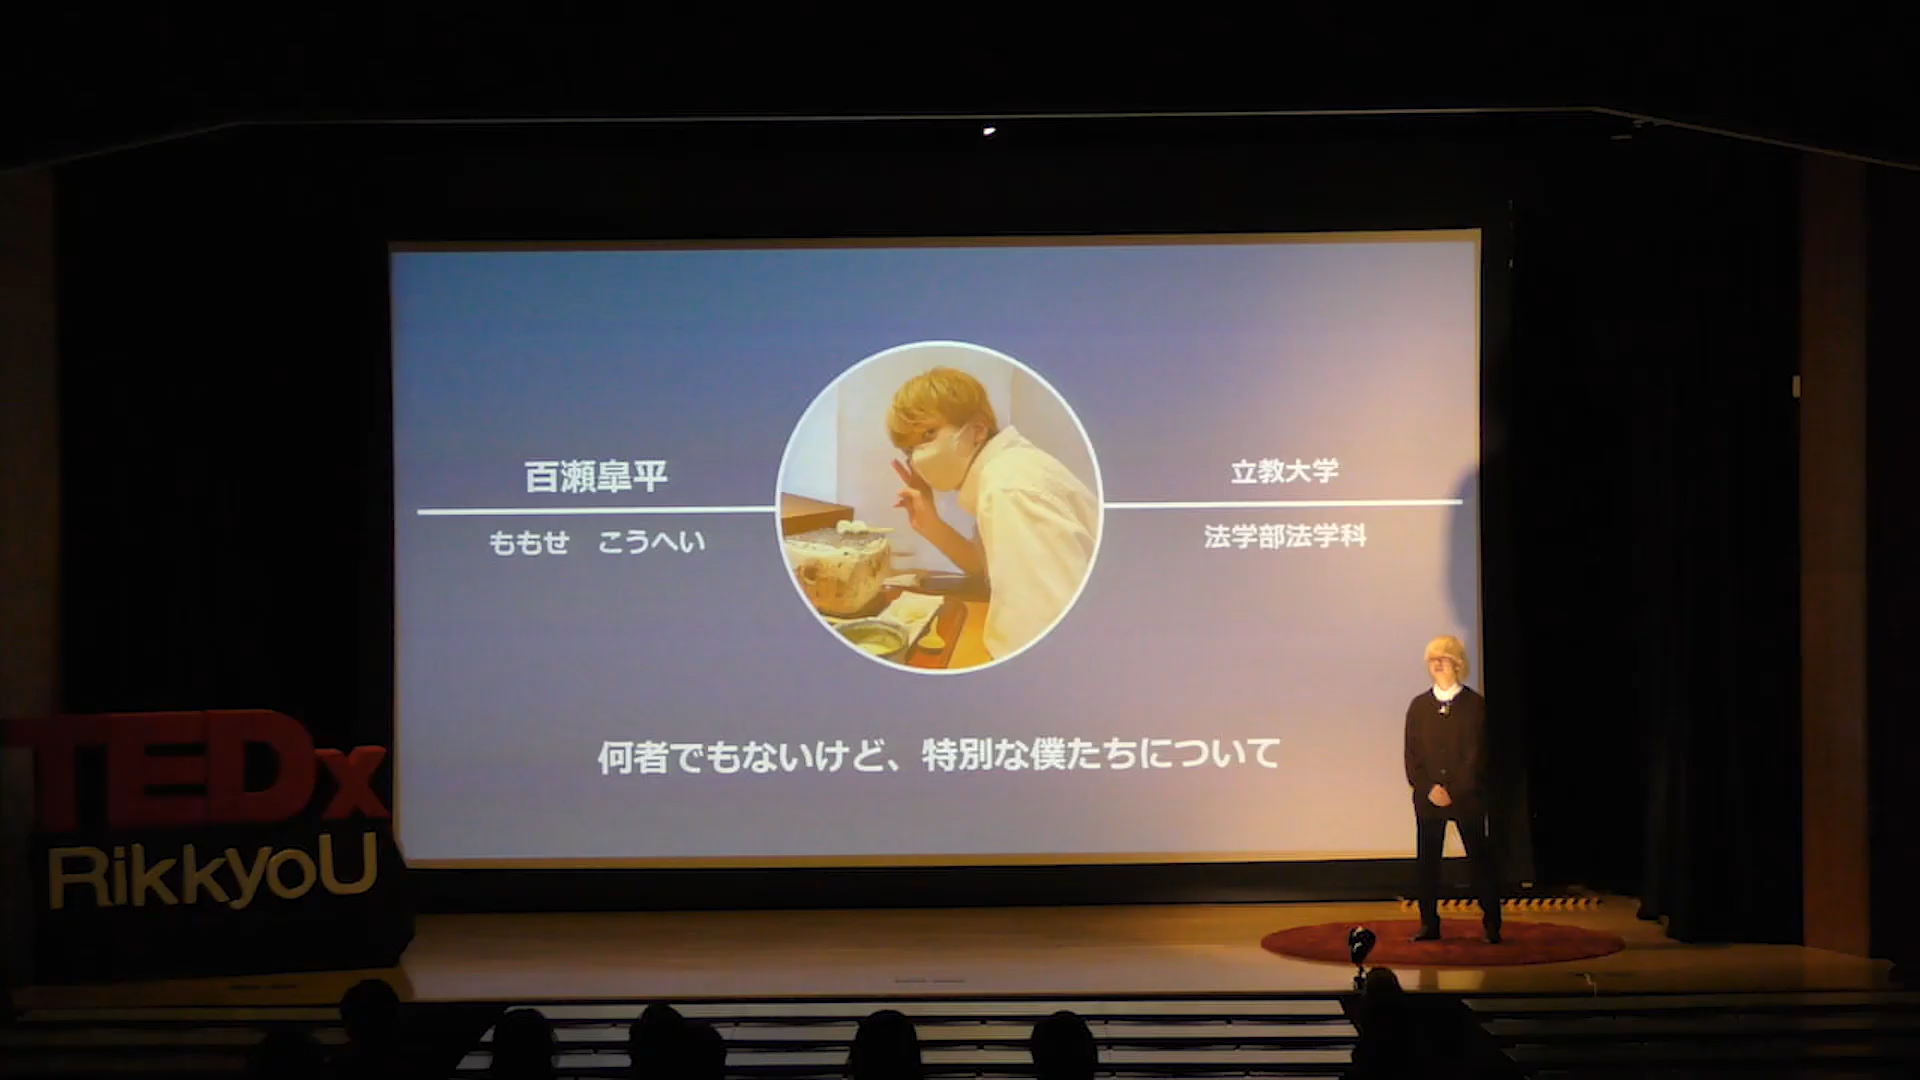 百瀬皐平
ももせ　こうへい
立教大学
法学部法学科
何者でもないけど、特別な僕たちについて
TEDx
RikkyoU